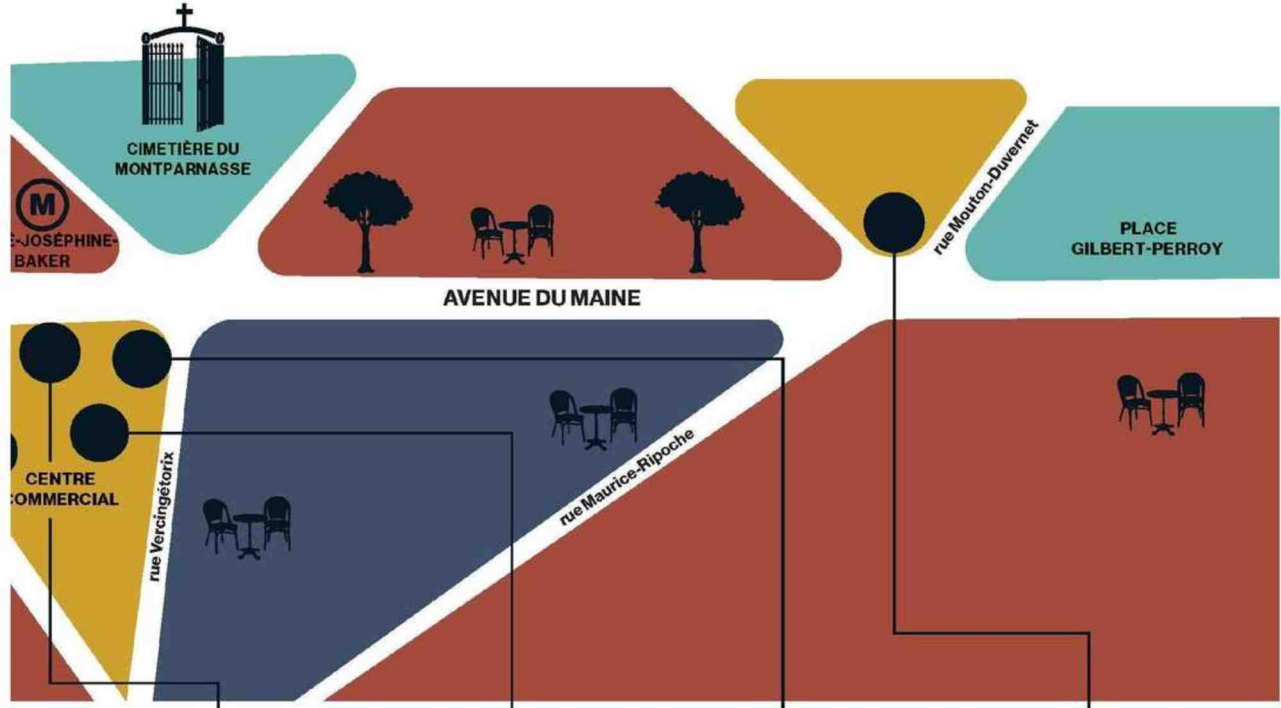 CIMETIÈRE DU
MONTPARNASSE
M
E-JOSÉPHINE-
BAKER
rue Mouton-Duvernet
PLACE
GILBERT-PERROY
AVENUE DU MAINE
CENTRE
COMMERCIAL
rue Vercingétorix
rue Maurice-Ripoche